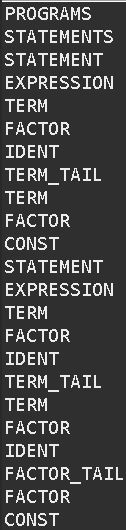 PROGRAMS
STATEMENTS
STATEMENT
EXPRESSION
TERM
FACTOR
IDENT
TERM_TAIL
TERM
FACTOR
CONST
STATEMENT
EXPRESSION
TERM
FACTOR
IDENT
TERM_TAIL
TERM
FACTOR
IDENT
FACTOR_TAIL
FACTOR
CONST